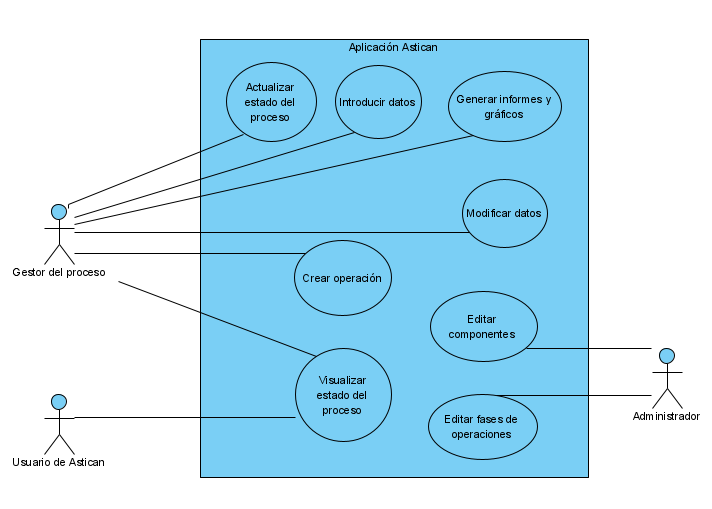 Aplicación Astican
Actualizar
estado del
proceso
Introducir datos
Generar informes y
gráficos
Modificar datos
Gestor del proceso
Crear operación
Editar
componentes
Visualizar
estado del
proceso
Administrador
Editar fases de
operaciones
Usuario de Astican